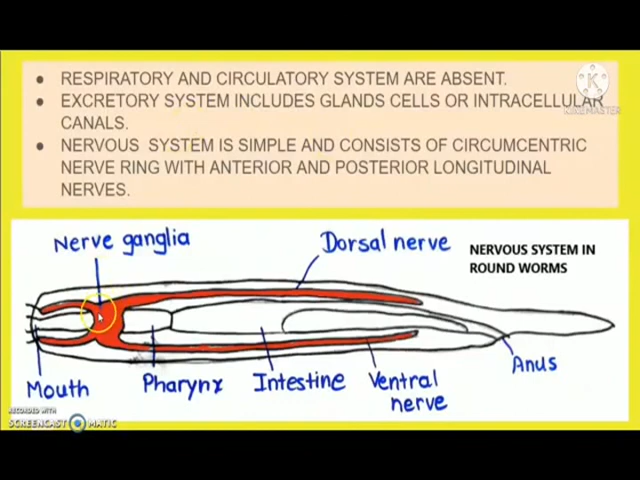 ● RESPIRATORY AND CIRCULATORY SYSTEM ARE ABSENT.
● EXCRETORY SYSTEM INCLUDES GLANDS CELLS OR INTRACELLULAR
CANALS.
● NERVOUS SYSTEM IS SIMPLE AND CONSISTS OF CIRCUMCENTRIC
NERVE RING WITH ANTERIOR AND POSTERIOR LONGITUDINAL
NERVES.
K
KINEMASTER
Nerve ganglia
Dorsal nerve
NERVOUS SYSTEM IN
ROUND WORMS
Mouth
Pharynx
Intestine
Ventral
nerve
Anus
RECORDED WITH
SCREENCAST MATIC